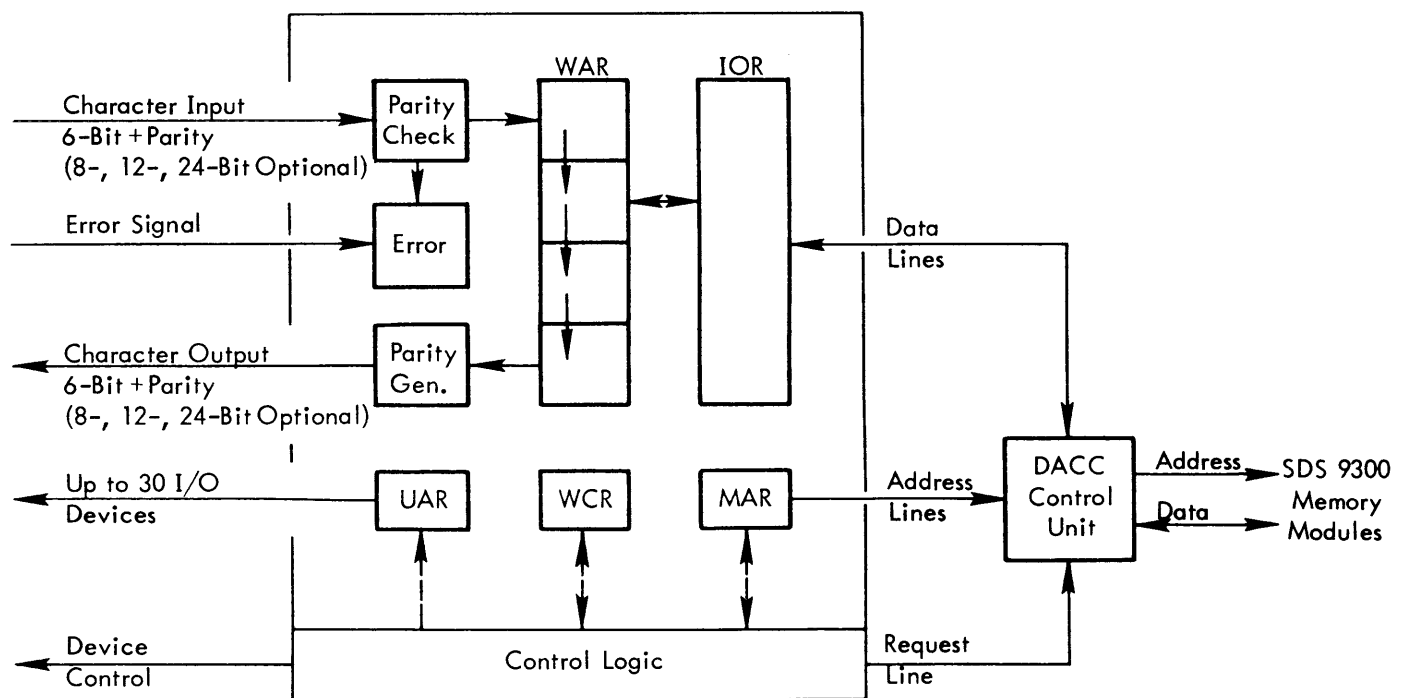 WAR
IOR
Character Input
6-Bit + Parity
(8-, 12-, 24-Bit Optional)
Parity
Check
Error Signal
Error
Data
Lines
Character Output
6-Bit + Parity
(8-, 12-, 24-Bit Optional)
Parity
Gen.
Up to 30 I/O
Devices
UAR
WCR
MAR
Address
Lines
DACC
Control
Unit
Address
Data
SDS 9300
Memory
Modules
Device
Control
Control Logic
Request
Line